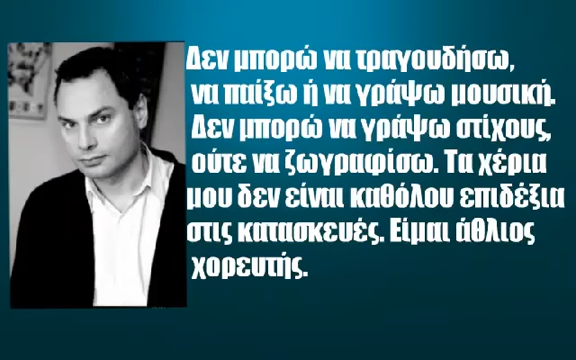 Δεν μπορώ να τραγουδήσω,
να παίξω ή να γράψω μουσική.
Δεν μπορώ να γράψω στίχους,
ούτε να ζωγραφίσω. Τα χέρια
μου δεν είναι καθόλου επιδέξια
στις κατασκευές. Είμαι άθλιος
χορευτής.